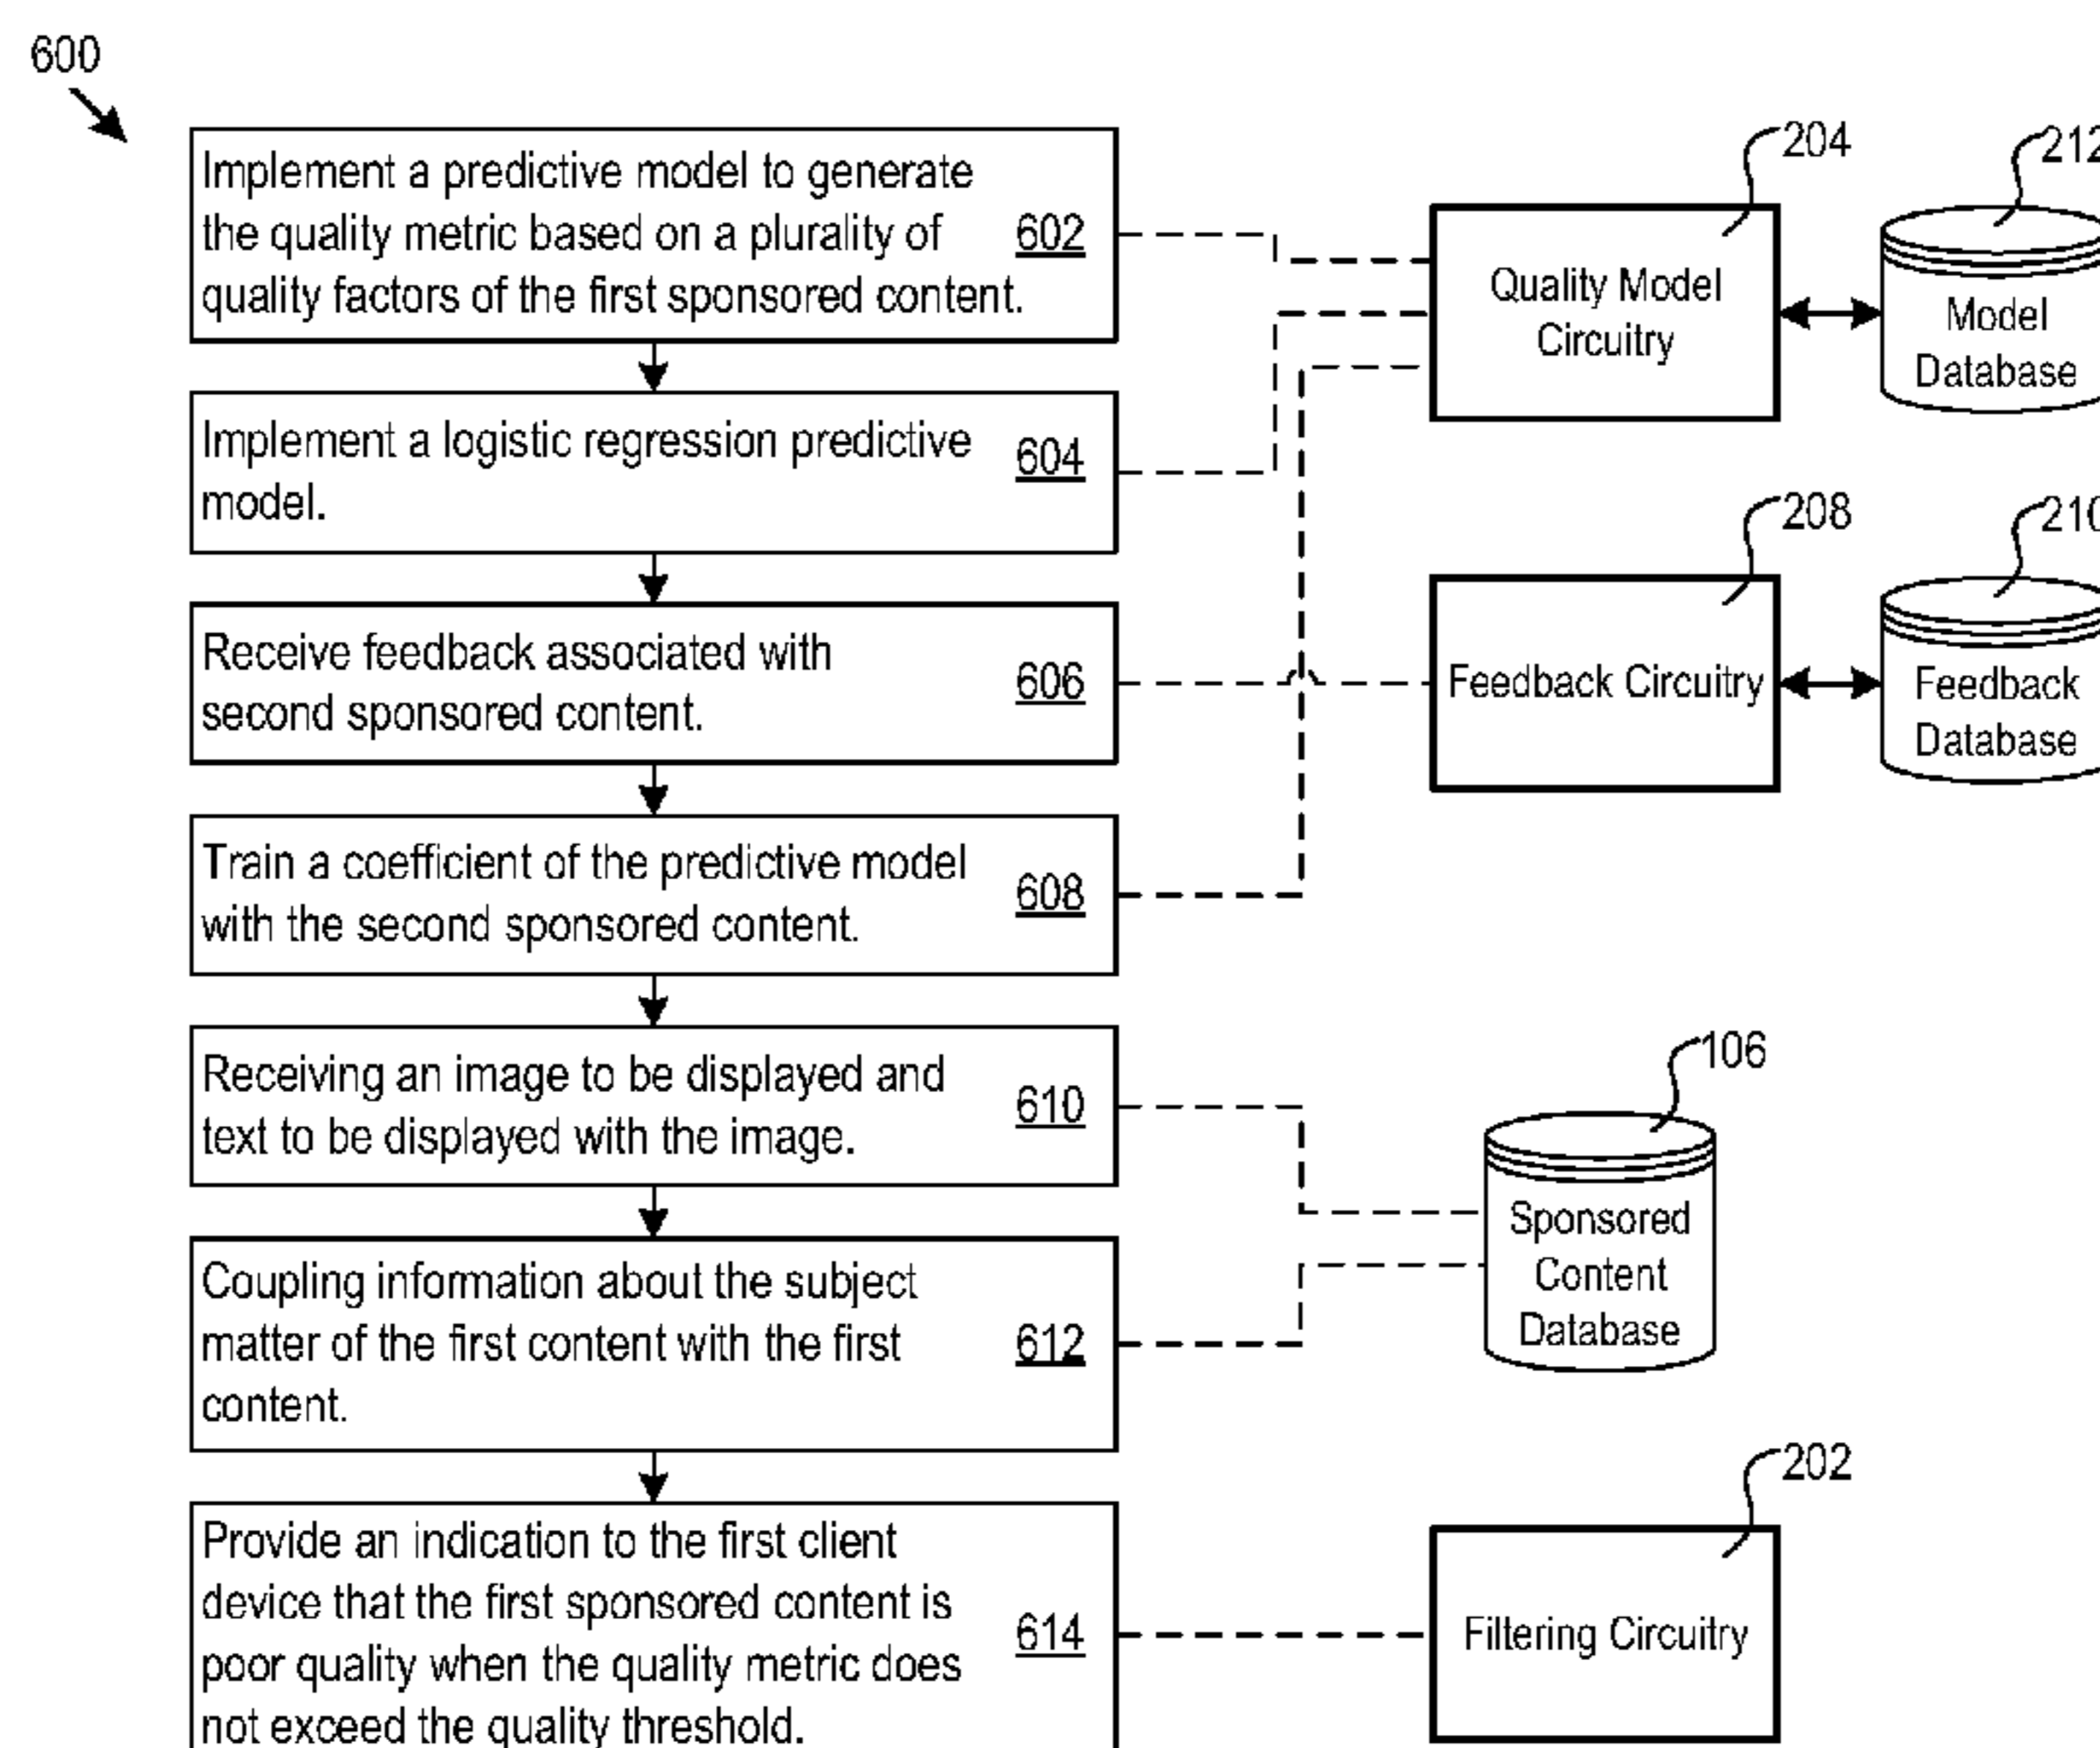 600
Implement a predictive model to generate
the quality metric based on a plurality of
quality factors of the first sponsored content.
602
Implement a logistic regression predictive
model.
604
Receive feedback associated with
second sponsored content.
606
Train a coefficient of the predictive model
with the second sponsored content.
608
Receiving an image to be displayed and
text to be displayed with the image.
610
Coupling information about the subject
matter of the first content with the first
content.
612
Provide an indication to the first client
device that the first sponsored content is
poor quality when the quality metric does
not exceed the quality threshold.
614
204
Quality Model
Circuitry
212
Model
Database
208
Feedback Circuitry
210
Feedback
Database
106
Sponsored
Content
Database
202
Filtering Circuitry